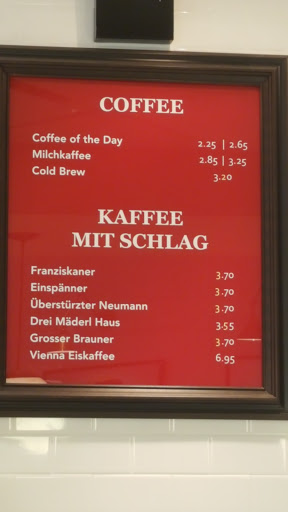 COFFEE
Coffee of the Day 2.25 | 2.65
Milchkaffee 2.85 | 3.25
Cold Brew 3.20
KAFFEE
MIT SCHLAG
Franziskaner 3.70
Einspänner 3.70
Überstürzter Neumann 3.70
Drei Mäderl Haus 3.55
Grosser Brauner 3.70
Vienna Eiskaffee 6.95